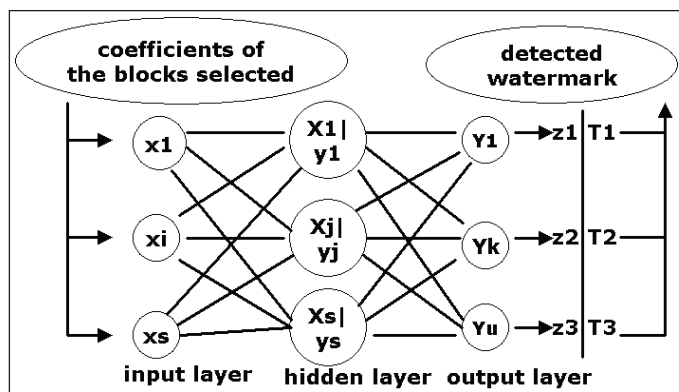 coefficients of
the blocks selected
detected
watermark
x1
X1|
y1
Y1
z1
T1
xi
Xj|
yj
Yk
z2
T2
xs
Xs|
ys
Yu
z3
T3
input layer
hidden layer
output layer